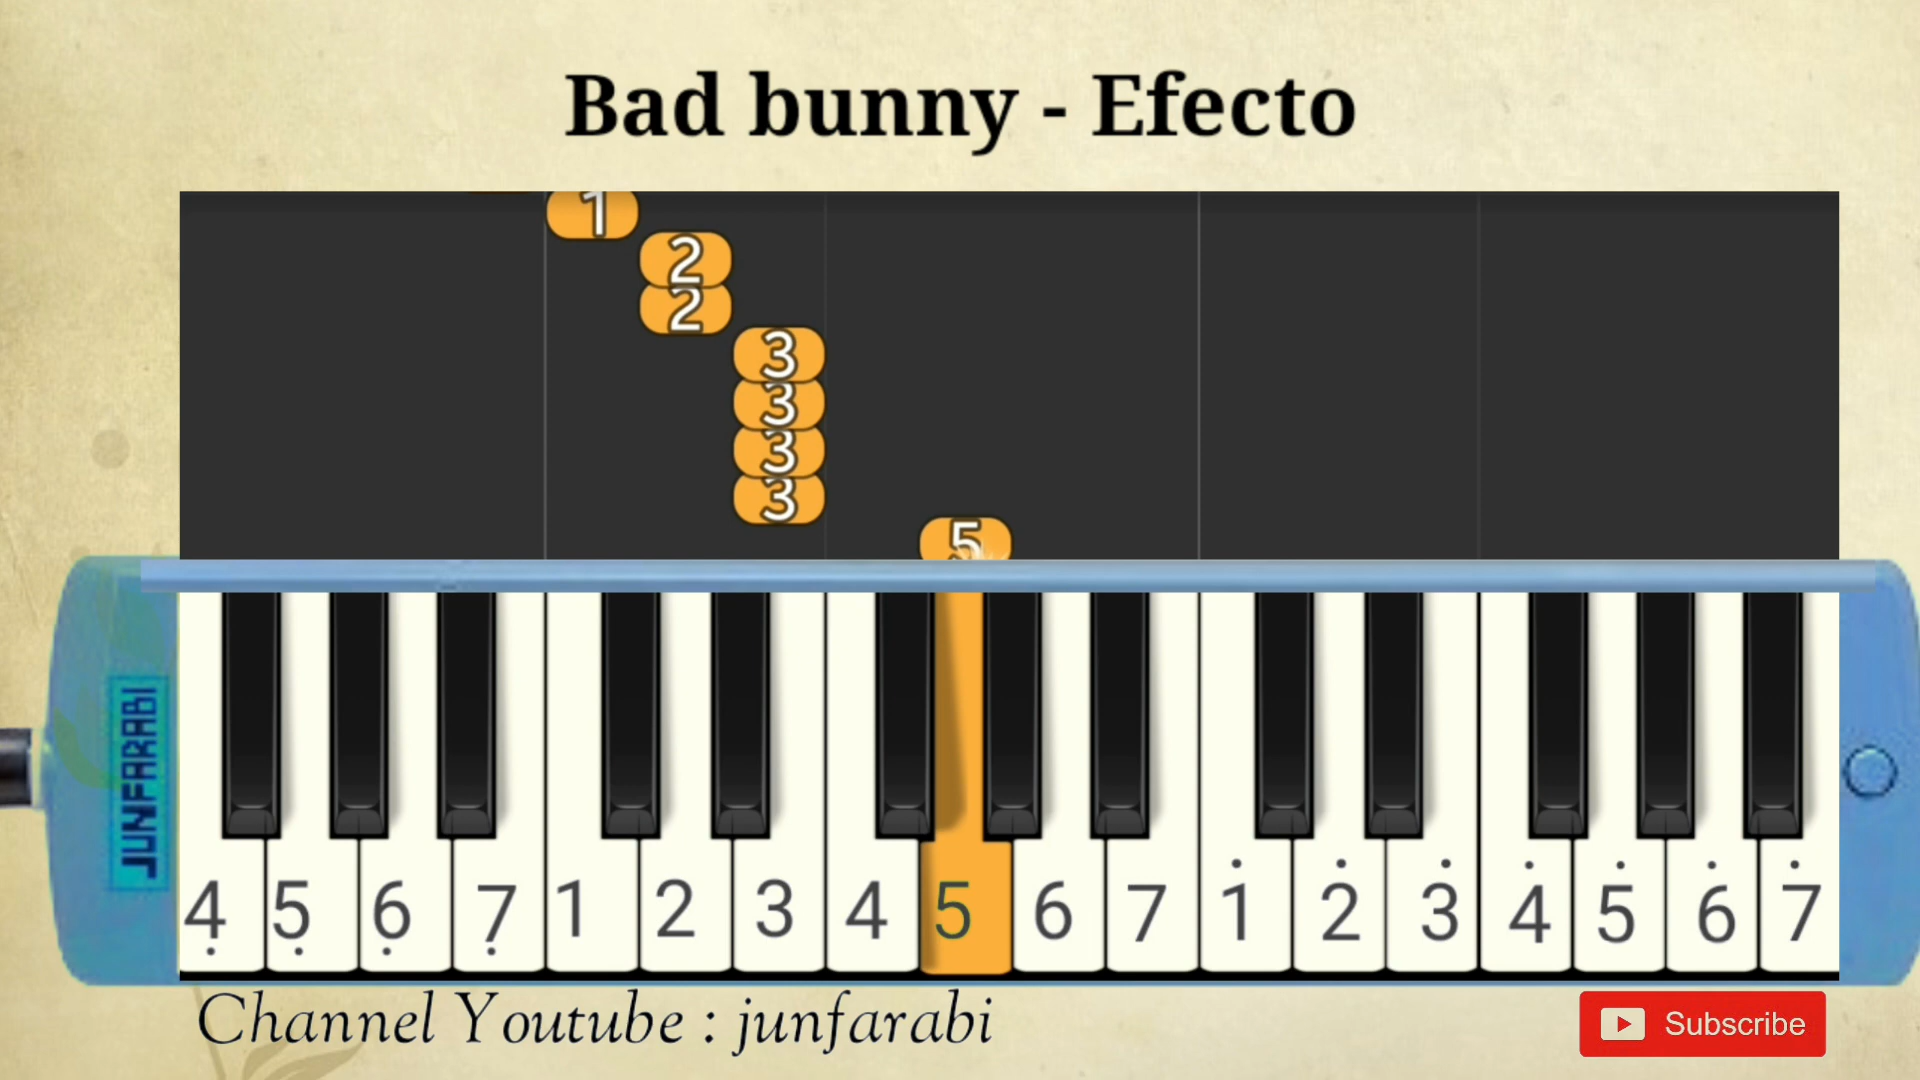 Bad bunny - Efecto
1
2
2
3
3
3
3
5
JUNFARABI
4̣ 5̣ 6̣ 7̣ 1 2 3 4 5 6 7 1̇ 2̇ 3̇ 4̇ 5̇ 6̇ 7̇
Channel Youtube : junfarabi
Subscribe